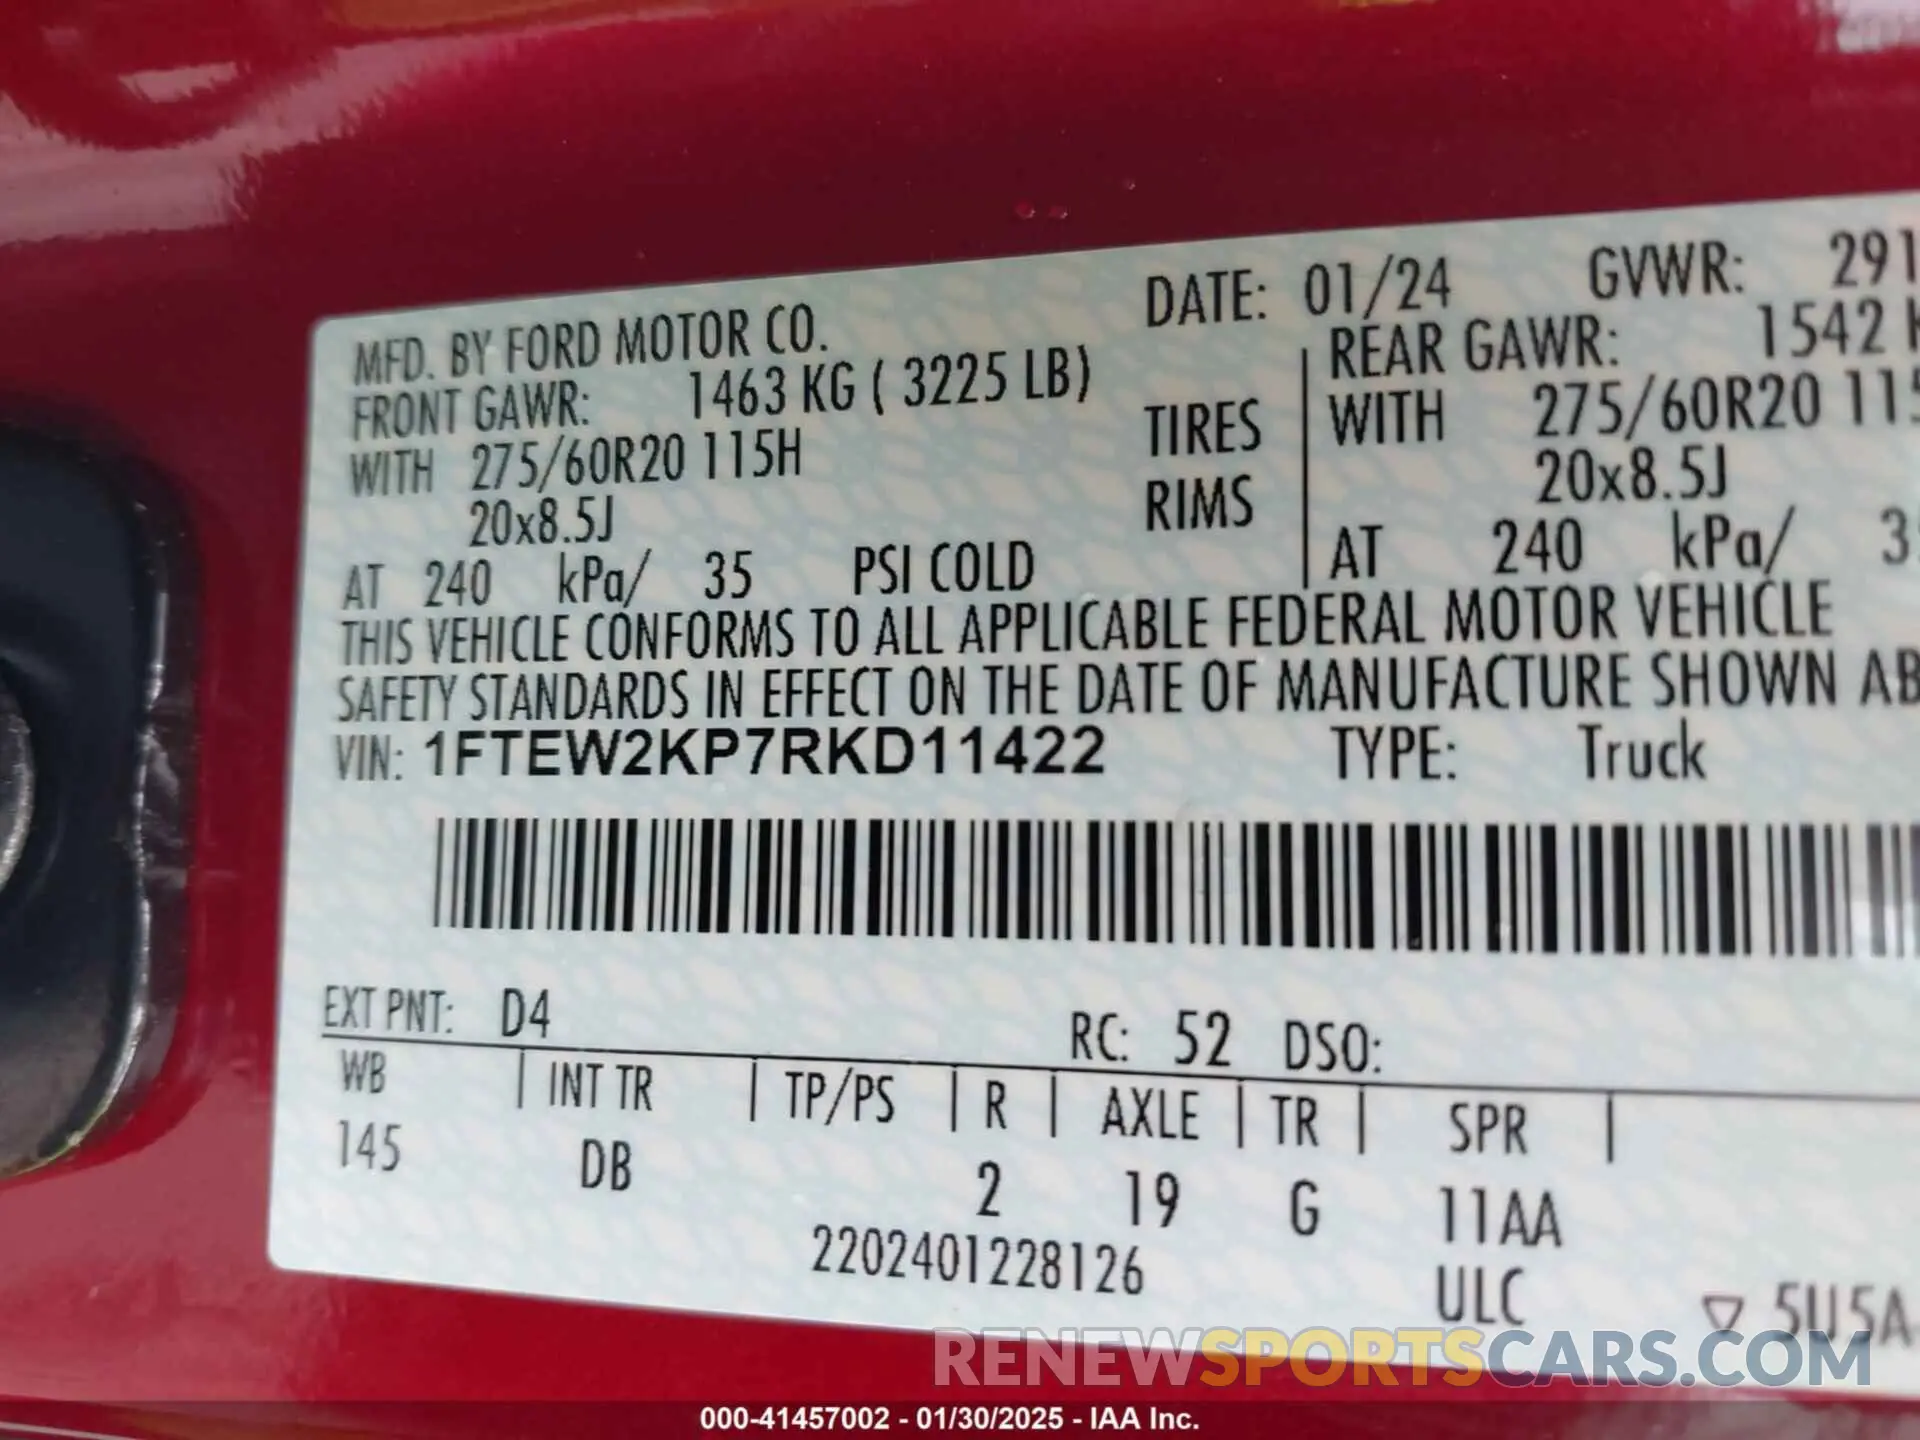 MFD. BY FORD MOTOR CO. DATE: 01/24 GVWR: 291
FRONT GAWR: 1463 KG ( 3225 LB) REAR GAWR: 1542 K
WITH 275/60R20 115H TIRES WITH 275/60R20 115
20x8.5J RIMS 20x8.5J
AT 240 kPa/ 35 PSI COLD AT 240 kPa/ 3
THIS VEHICLE CONFORMS TO ALL APPLICABLE FEDERAL MOTOR VEHICLE
SAFETY STANDARDS IN EFFECT ON THE DATE OF MANUFACTURE SHOWN AB
VIN: 1FTEW2KP7RKD11422 TYPE: Truck
EXT PNT: D4 RC: 52 DSO:
WB | INT TR | TP/PS | R | AXLE | TR | SPR |
145 DB 2 19 G 11AA
2202401228126 ULC
▽ 5U5A-
RENEWSPORTSCARS.COM
000-41457002 - 01/30/2025 - IAA Inc.